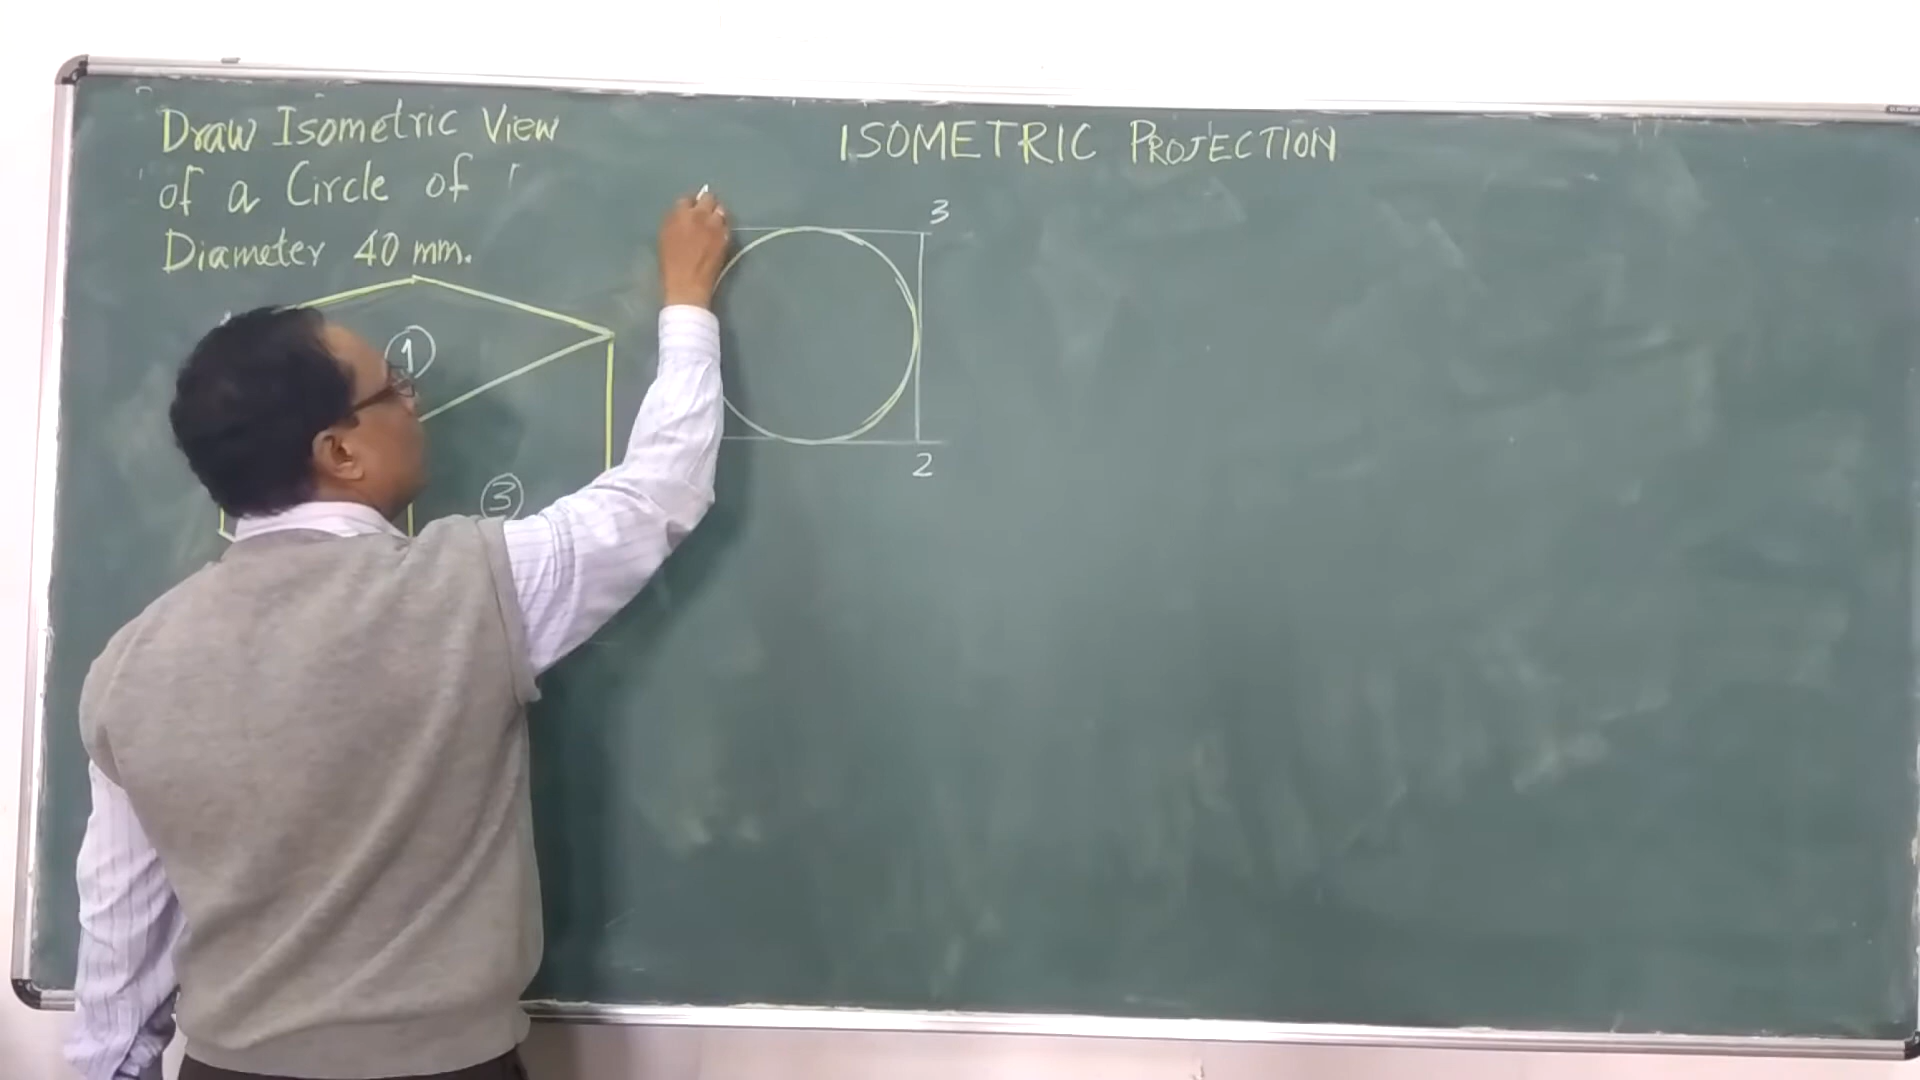 Draw Isometric View
of a Circle of
Diameter 40 mm.
ISOMETRIC PROJECTION
3
2
1
3